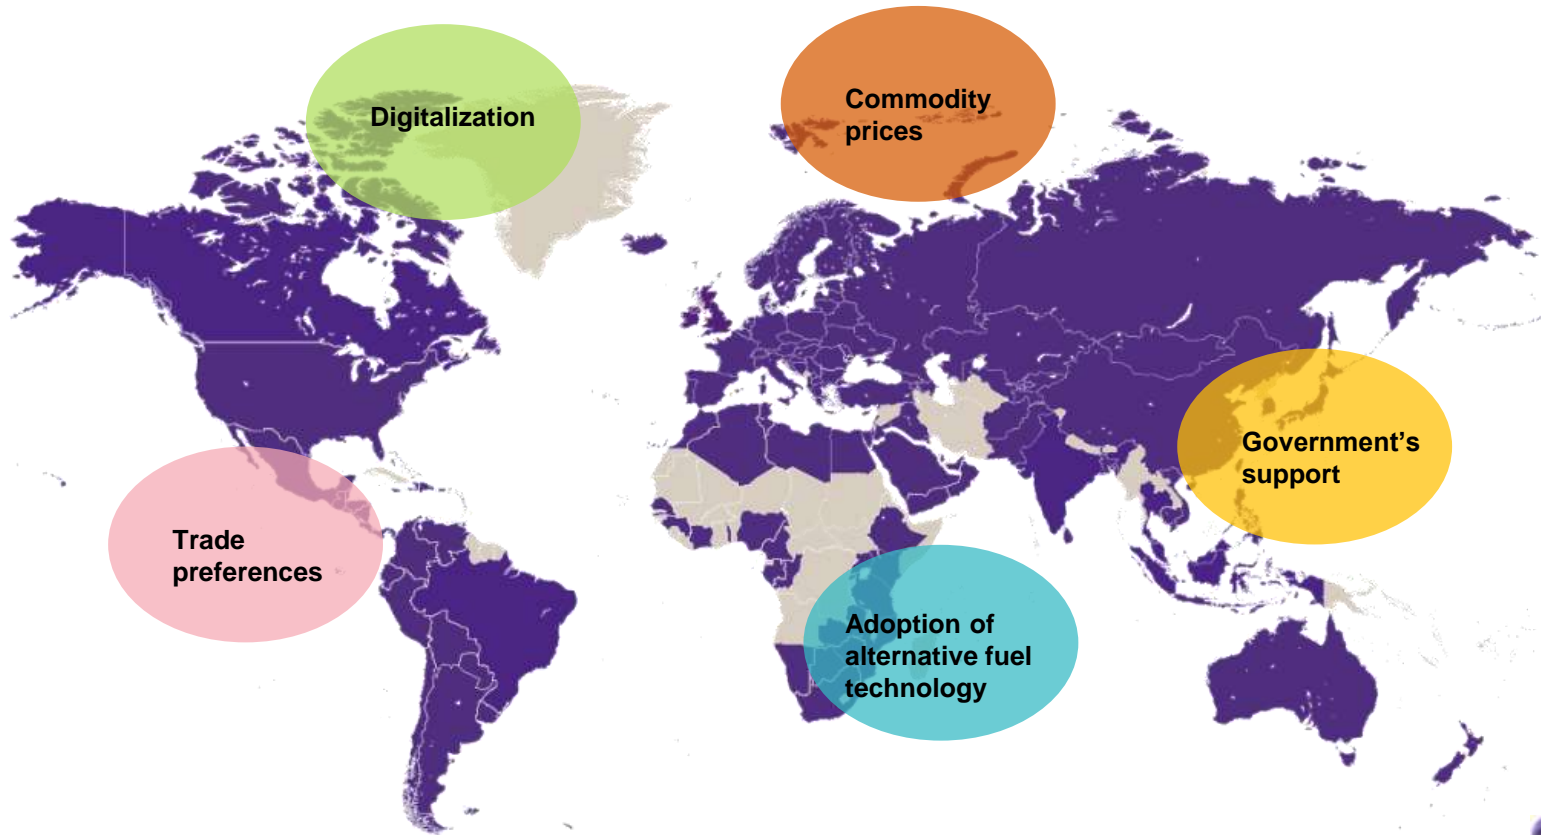 Digitalization
Commodity
prices
Government’s
support
Trade
preferences
Adoption of
alternative fuel
technology